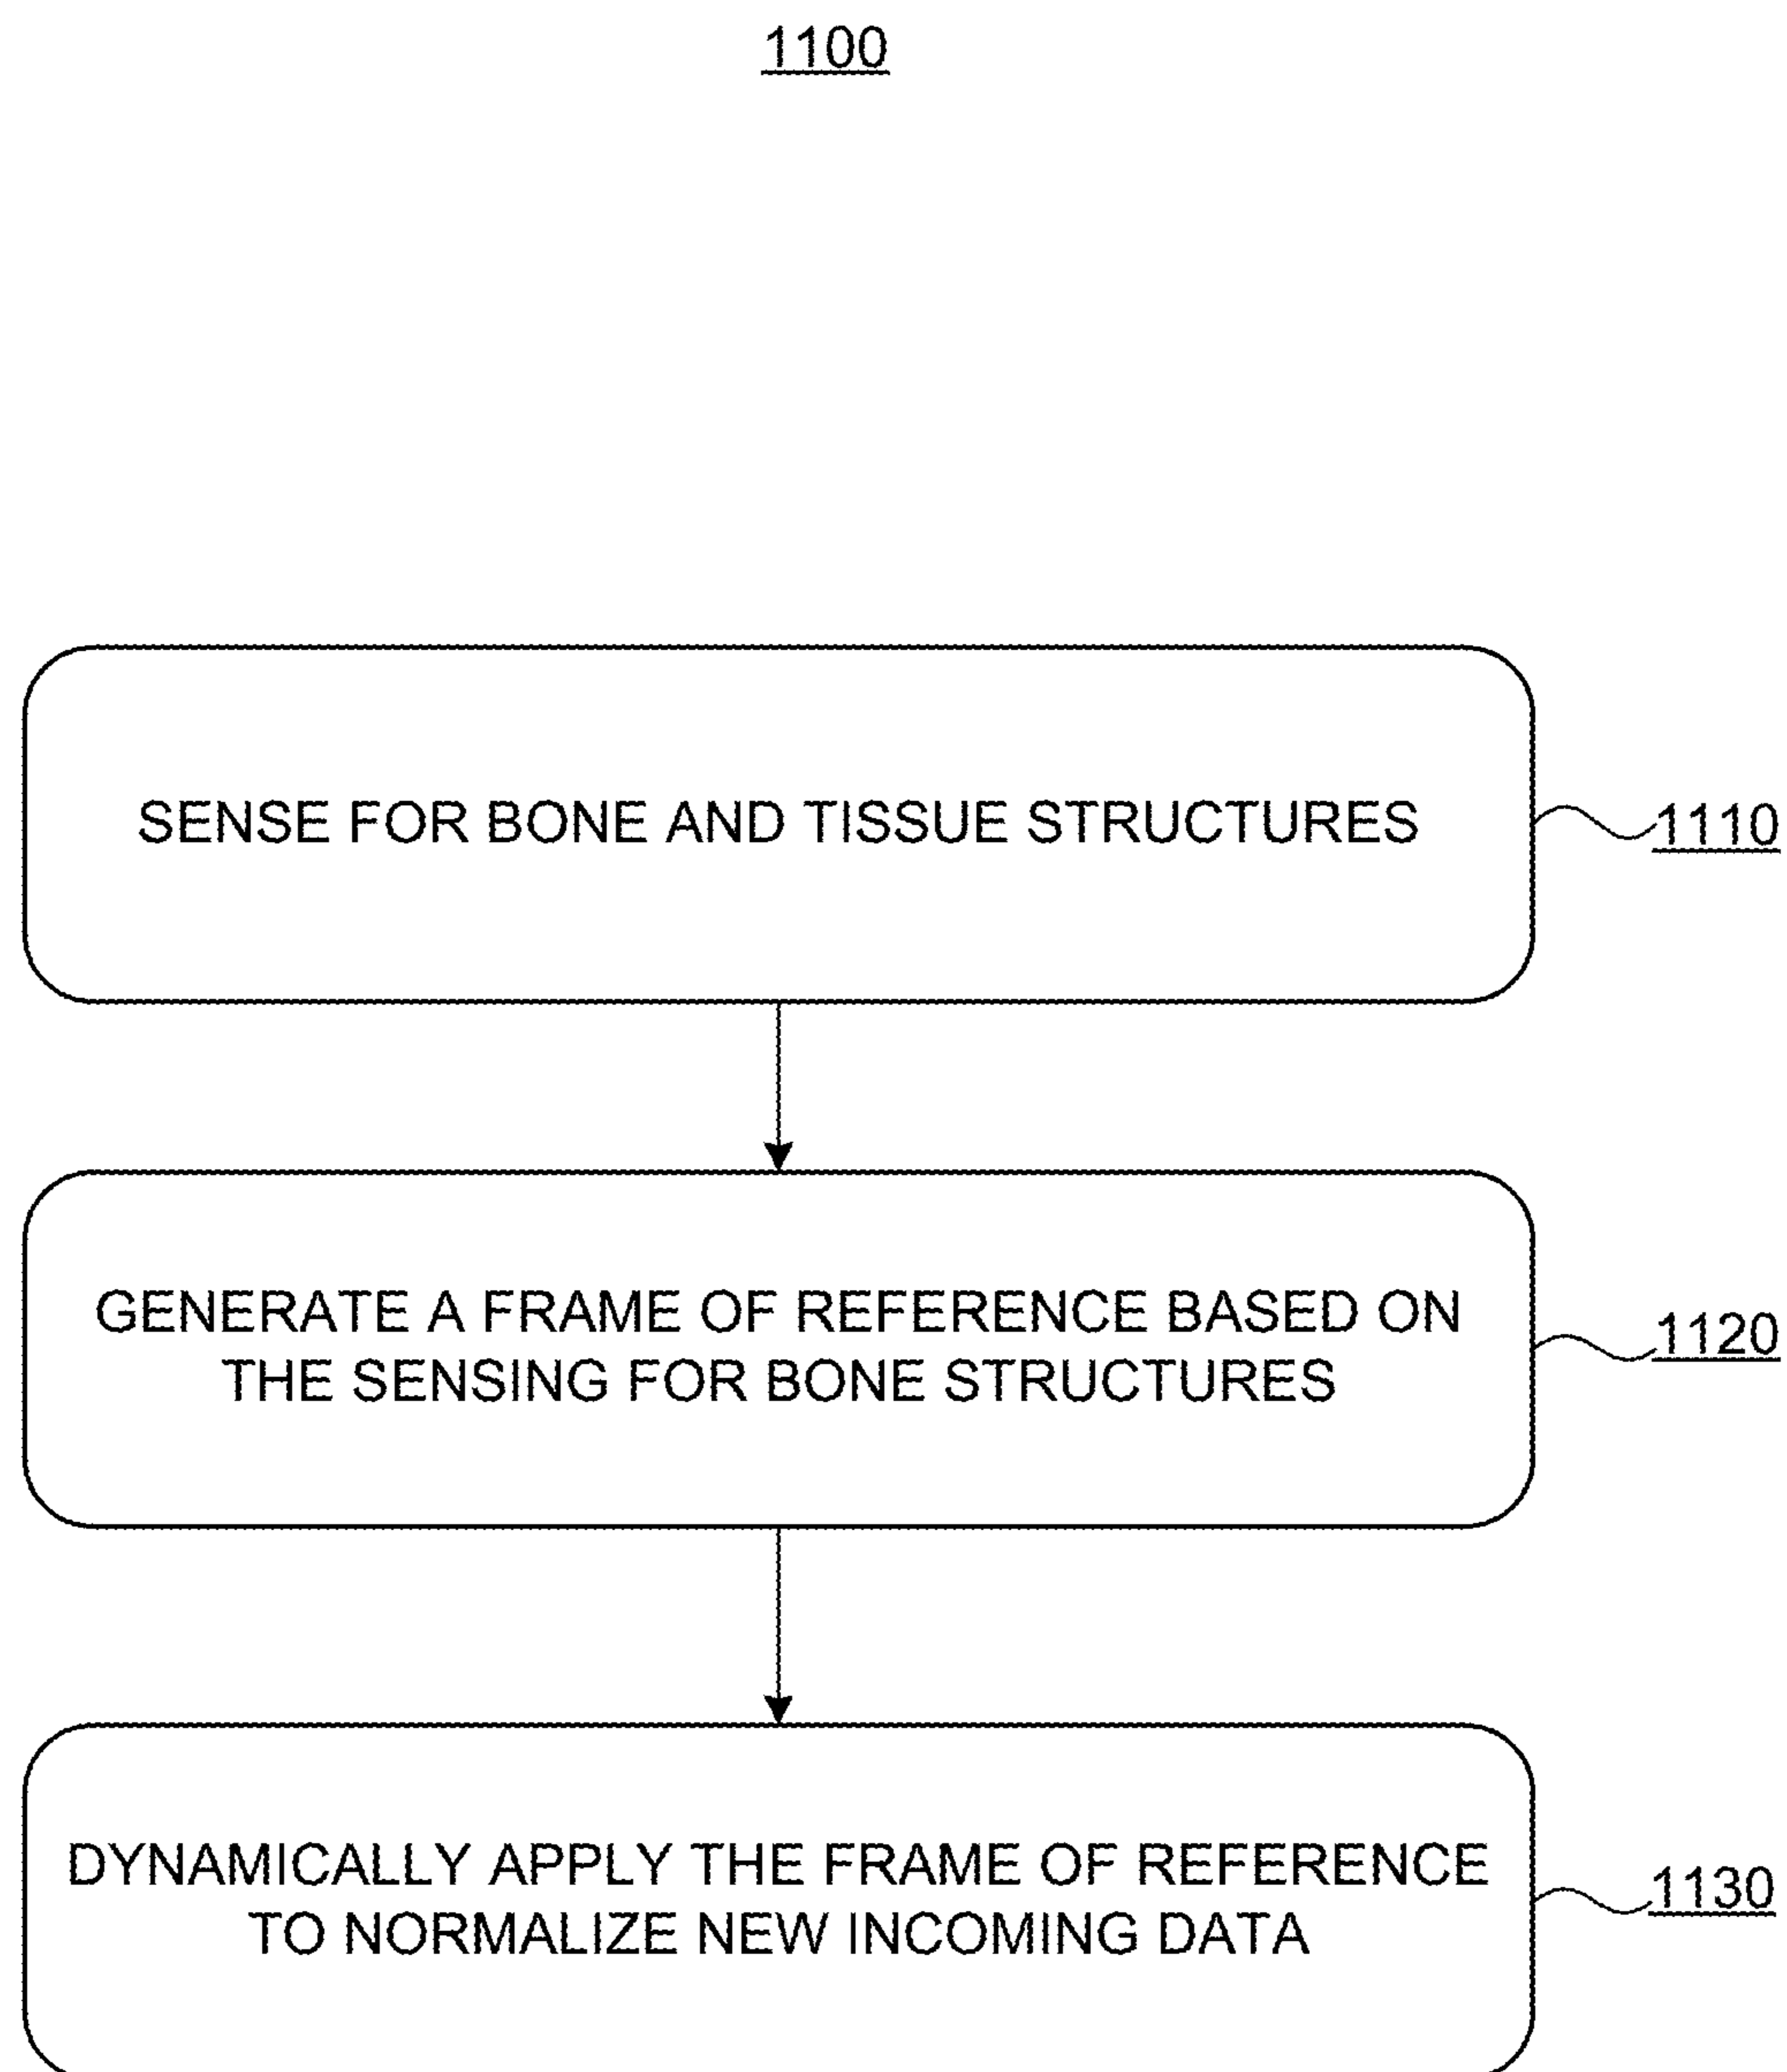 1100
SENSE FOR BONE AND TISSUE STRUCTURES
1110
GENERATE A FRAME OF REFERENCE BASED ON
THE SENSING FOR BONE STRUCTURES
1120
DYNAMICALLY APPLY THE FRAME OF REFERENCE
TO NORMALIZE NEW INCOMING DATA
1130